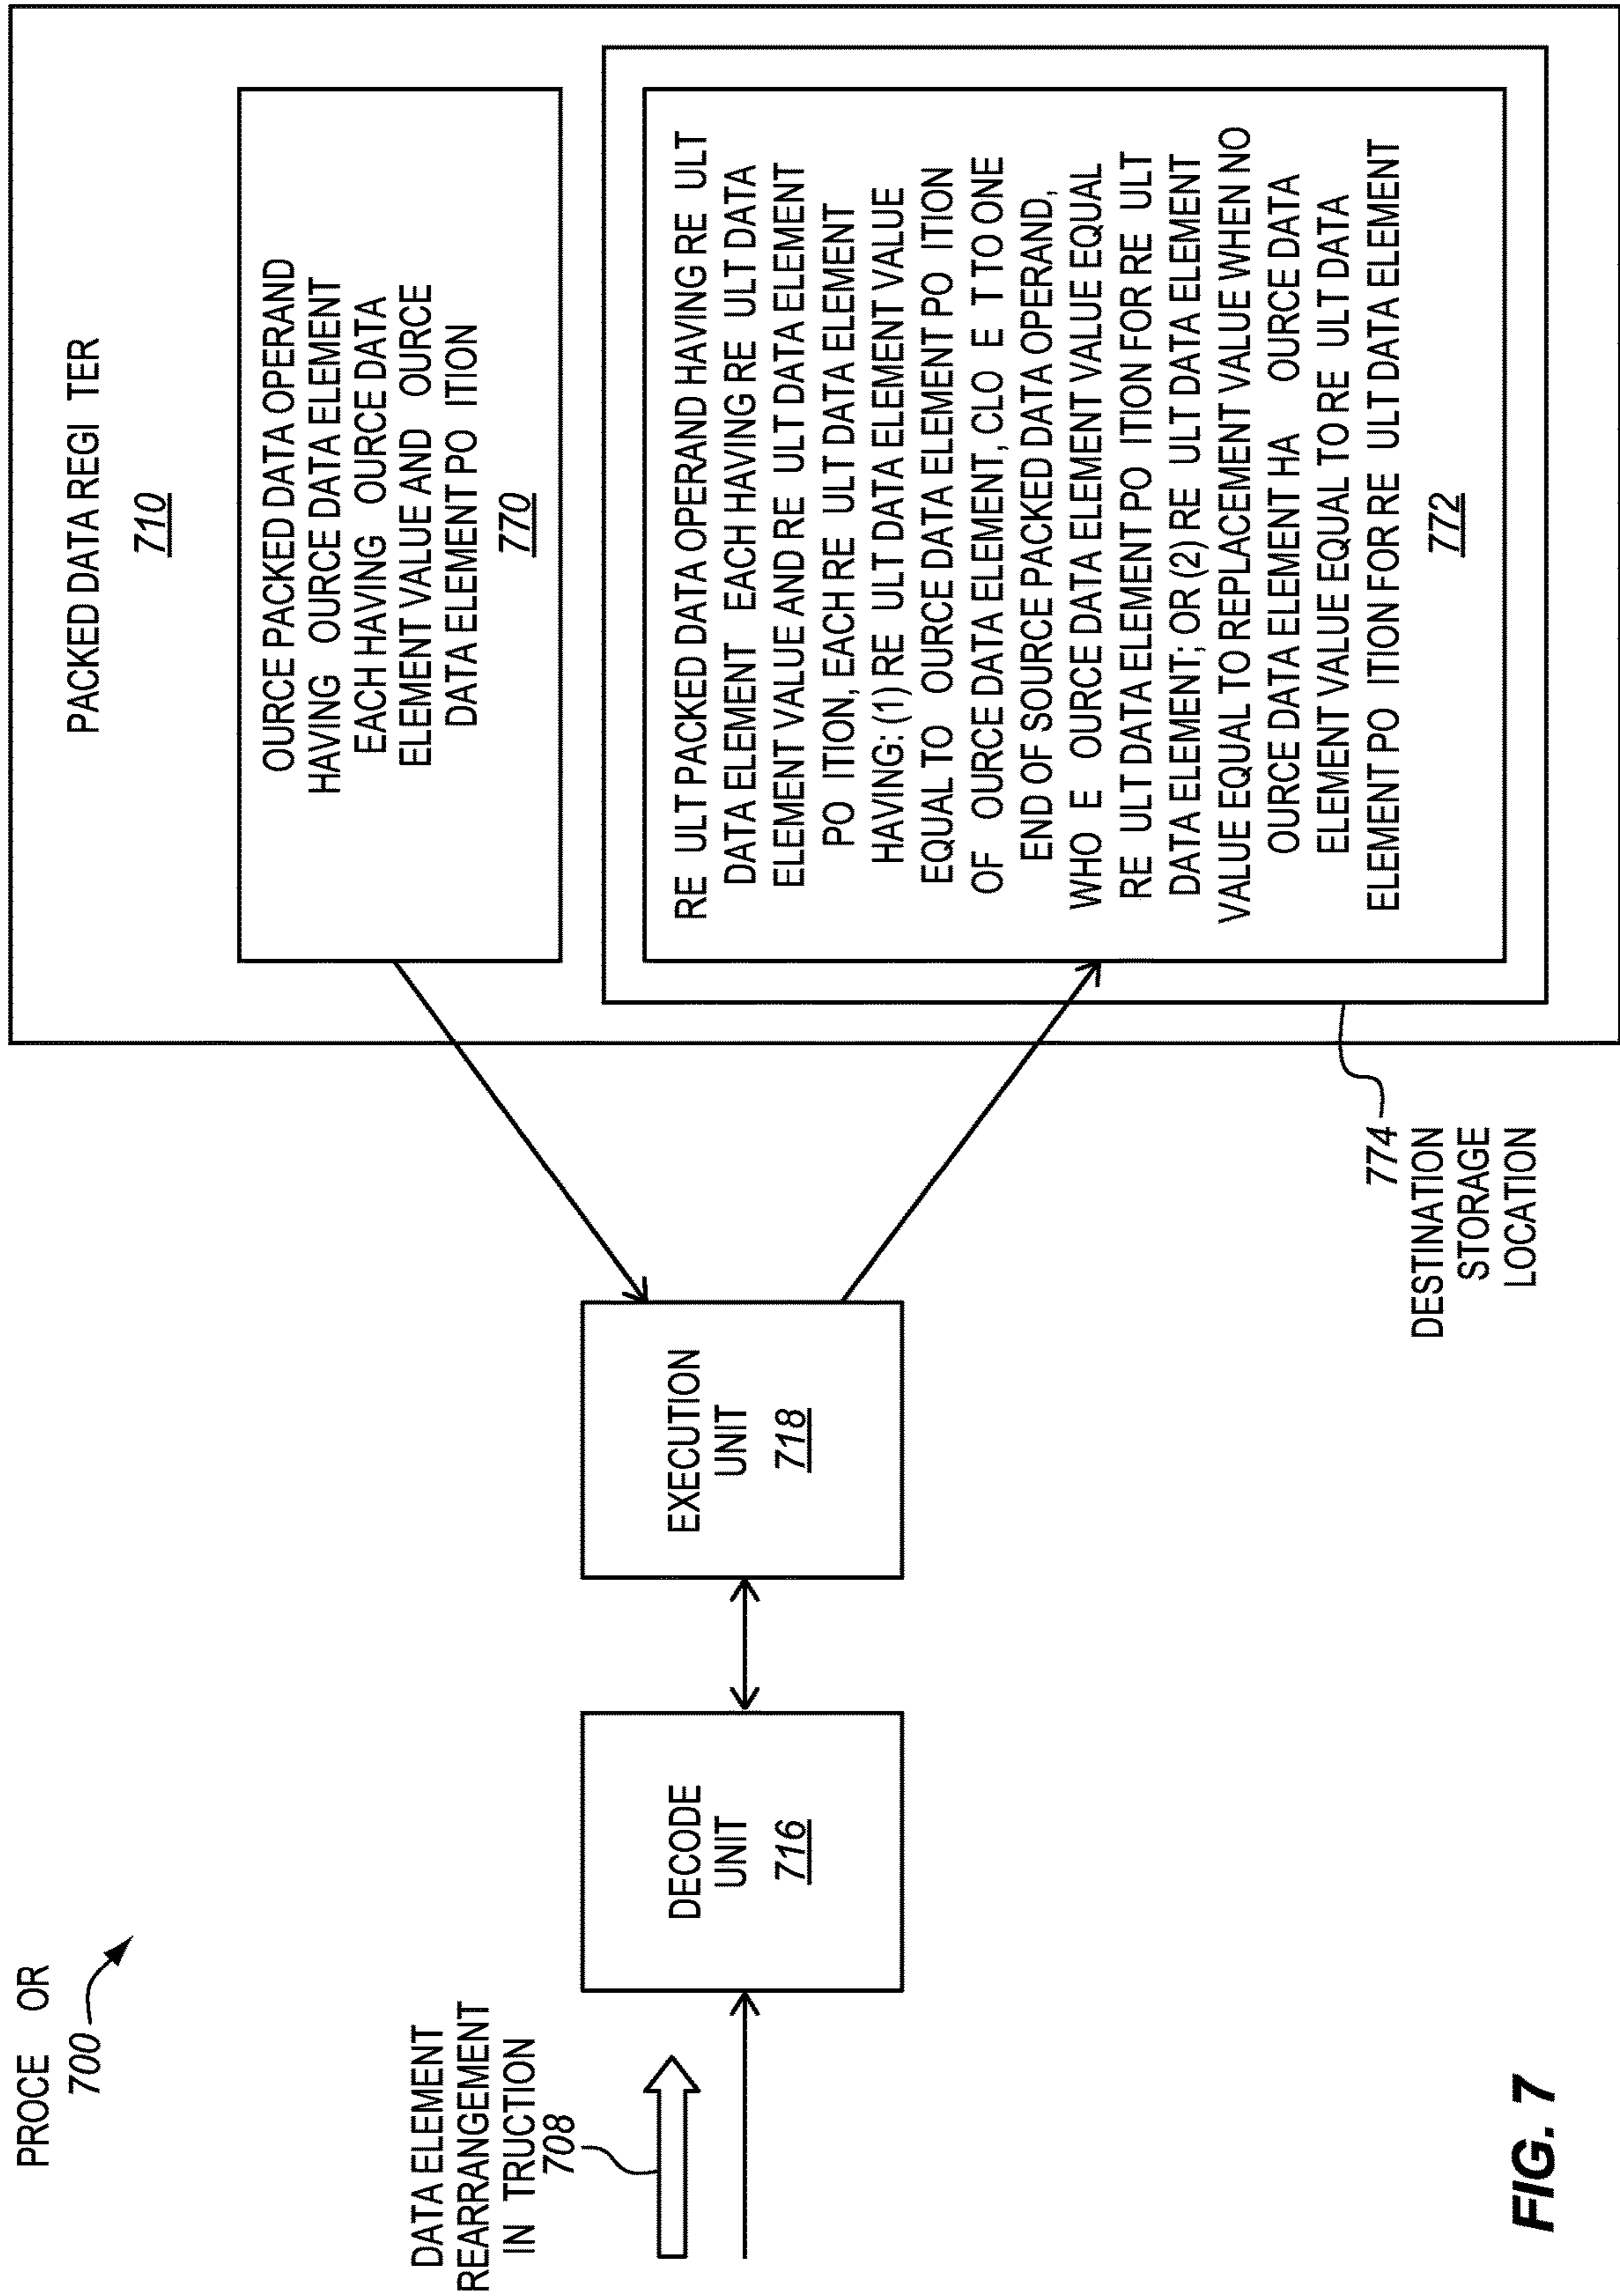 PROCE OR
700
DATA ELEMENT
REARRANGEMENT
IN TRUCTION
708
DECODE
UNIT
716
EXECUTION
UNIT
718
PACKED DATA REGI TER
710
OURCE PACKED DATA OPERAND
HAVING OURCE DATA ELEMENT
EACH HAVING OURCE DATA
ELEMENT VALUE AND OURCE
DATA ELEMENT PO ITION
770
RE ULT PACKED DATA OPERAND HAVING RE ULT
DATA ELEMENT EACH HAVING RE ULT DATA
ELEMENT VALUE AND RE ULT DATA ELEMENT
PO ITION, EACH RE ULT DATA ELEMENT
HAVING: (1) RE ULT DATA ELEMENT VALUE
EQUAL TO OURCE DATA ELEMENT PO ITION
OF OURCE DATA ELEMENT, CLO E T TO ONE
END OF SOURCE PACKED DATA OPERAND,
WHO E OURCE DATA ELEMENT VALUE EQUAL
RE ULT DATA ELEMENT PO ITION FOR RE ULT
DATA ELEMENT; OR (2) RE ULT DATA ELEMENT
VALUE EQUAL TO REPLACEMENT VALUE WHEN NO
OURCE DATA ELEMENT HA OURCE DATA
ELEMENT VALUE EQUAL TO RE ULT DATA
ELEMENT PO ITION FOR RE ULT DATA ELEMENT
772
774
DESTINATION
STORAGE
LOCATION
FIG. 7